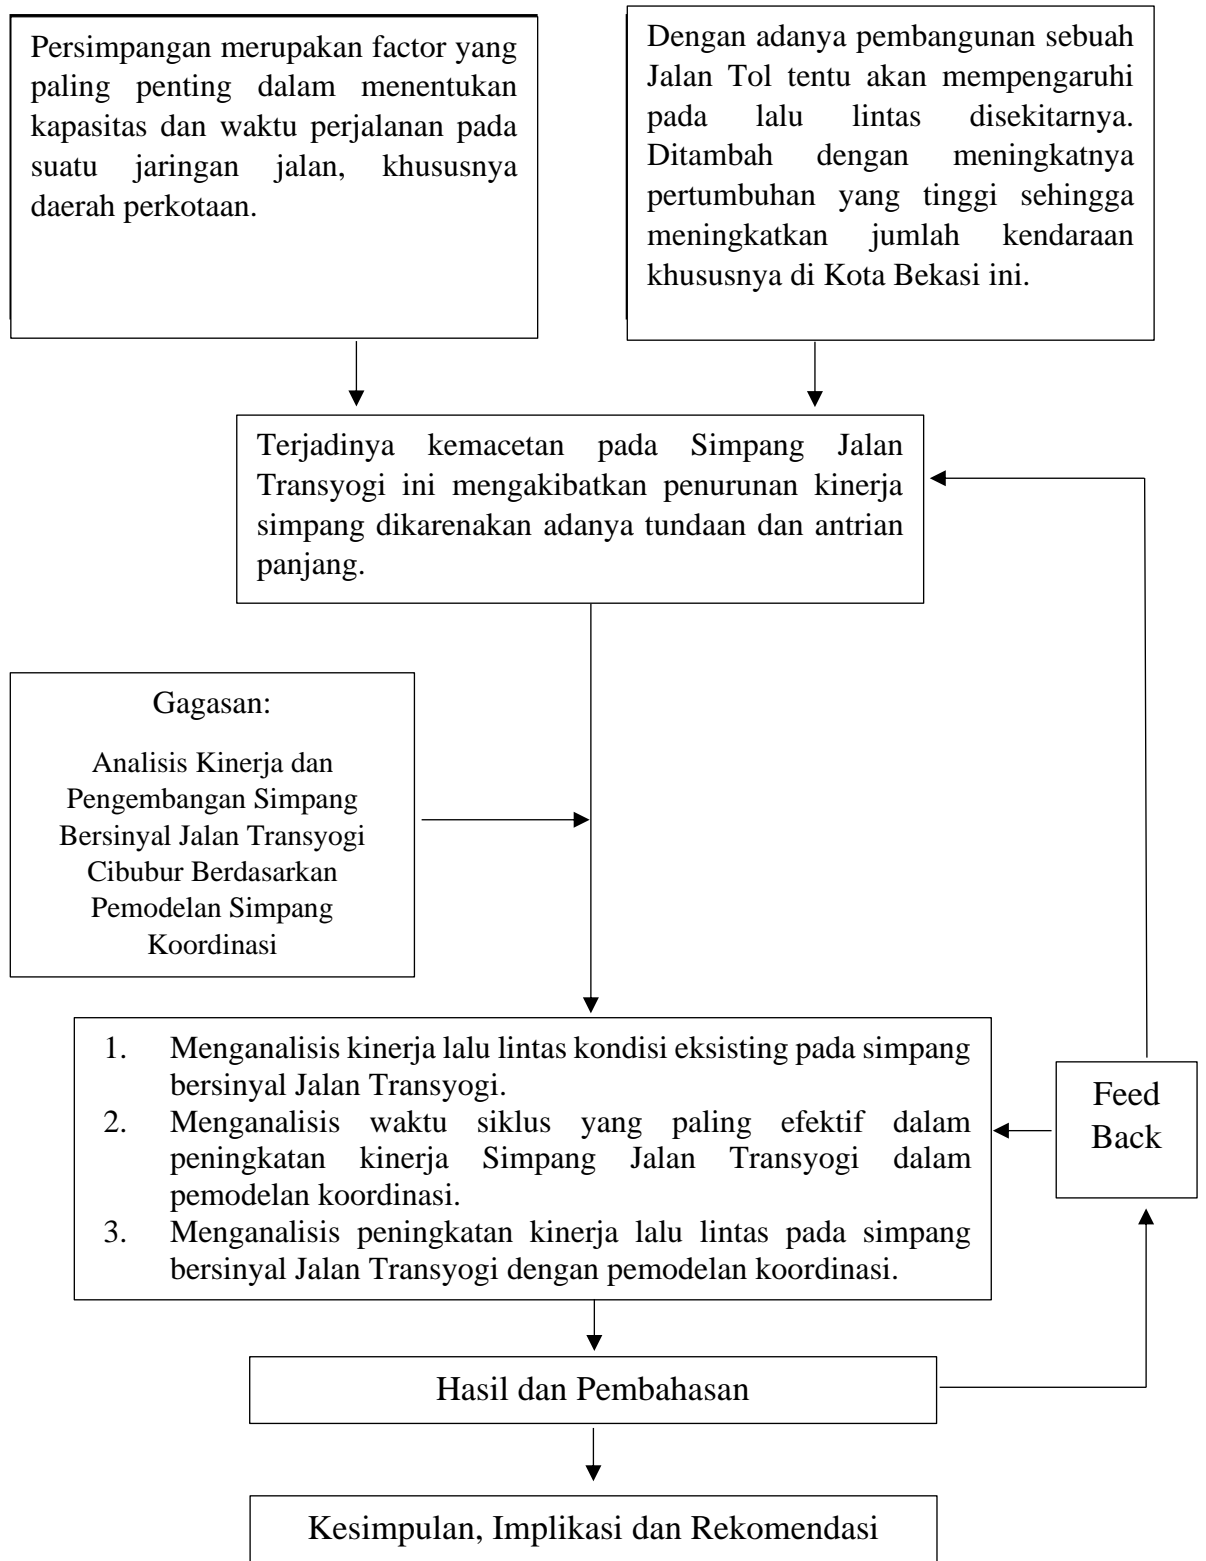 Persimpangan merupakan factor yang
paling penting dalam menentukan
kapasitas dan waktu perjalanan pada
suatu jaringan jalan, khususnya
daerah perkotaan.
Dengan adanya pembangunan sebuah
Jalan Tol tentu akan mempengaruhi
pada lalu lintas disekitarnya.
Ditambah dengan meningkatnya
pertumbuhan yang tinggi sehingga
meningkatkan jumlah kendaraan
khususnya di Kota Bekasi ini.
Terjadinya kemacetan pada Simpang Jalan
Transyogi ini mengakibatkan penurunan kinerja
simpang dikarenakan adanya tundaan dan antrian
panjang.
Gagasan:
Analisis Kinerja dan
Pengembangan Simpang
Bersinyal Jalan Transyogi
Cibubur Berdasarkan
Pemodelan Simpang
Koordinasi
1. Menganalisis kinerja lalu lintas kondisi eksisting pada simpang
bersinyal Jalan Transyogi.
2. Menganalisis waktu siklus yang paling efektif dalam
peningkatan kinerja Simpang Jalan Transyogi dalam
pemodelan koordinasi.
3. Menganalisis peningkatan kinerja lalu lintas pada simpang
bersinyal Jalan Transyogi dengan pemodelan koordinasi.
Feed
Back
Hasil dan Pembahasan
Kesimpulan, Implikasi dan Rekomendasi